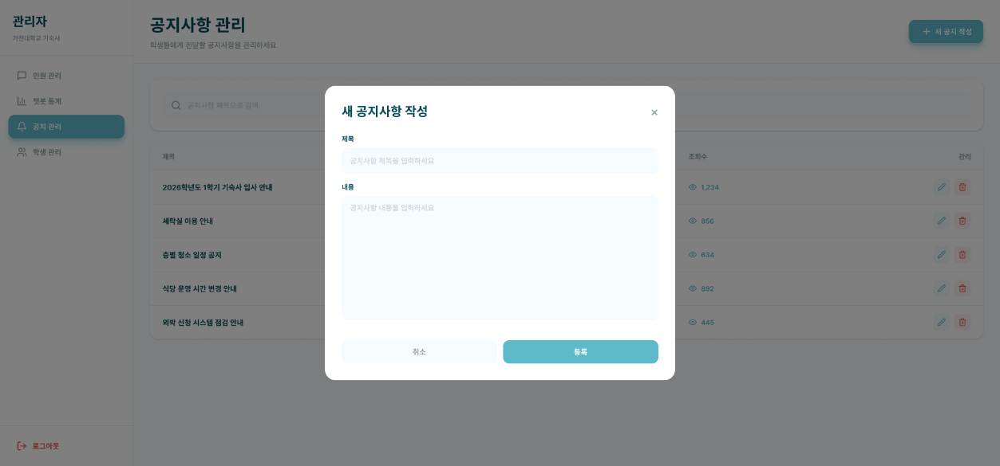 관리자
가천대학교 기숙사
민원 관리
챗봇 통계
공지 관리
학생 관리
로그아웃
공지사항 관리
학생들에게 전달할 공지사항을 관리하세요
새 공지 작성
공지사항 제목으로 검색
제목
조회수
관리
2026학년도 1학기 기숙사 입사 안내
1,234
세탁실 이용 안내
856
층별 청소 일정 공지
634
식당 운영 시간 변경 안내
892
외박 신청 시스템 점검 안내
445
새 공지사항 작성
×
제목
공지사항 제목을 입력하세요
내용
공지사항 내용을 입력하세요
취소
등록